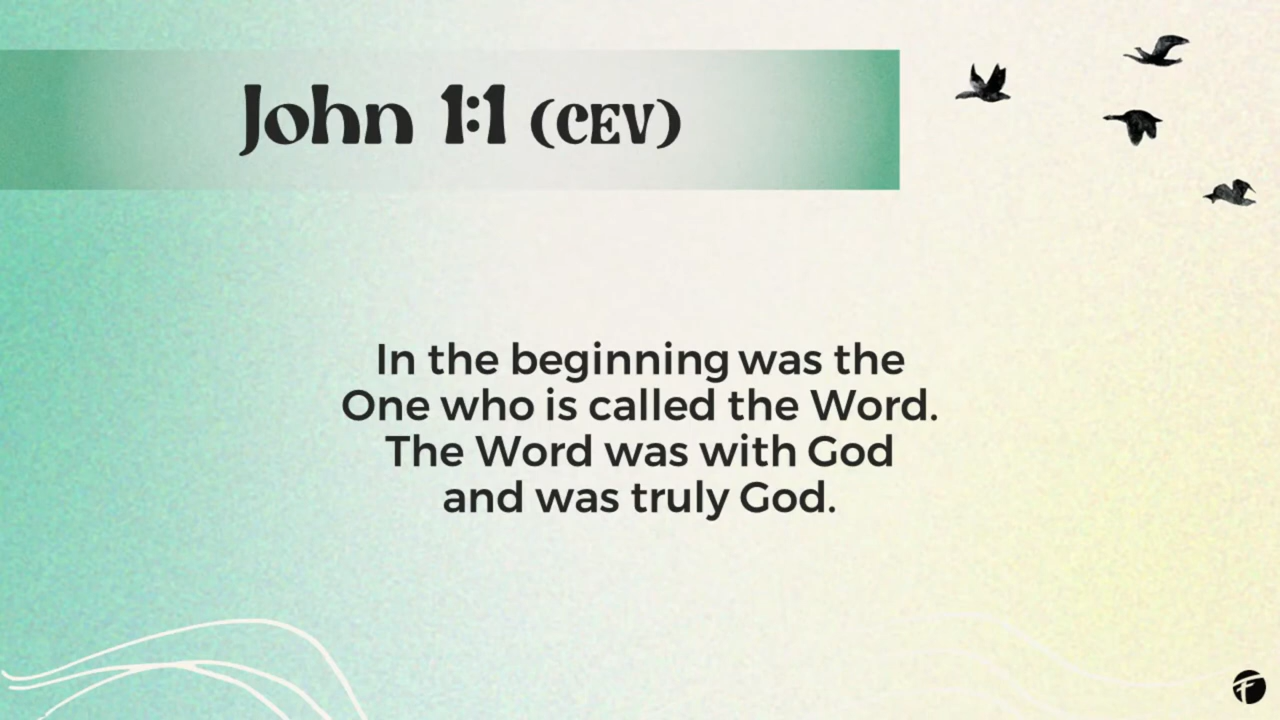 John 1:1 (CEV)
In the beginning was the
One who is called the Word.
The Word was with God
and was truly God.